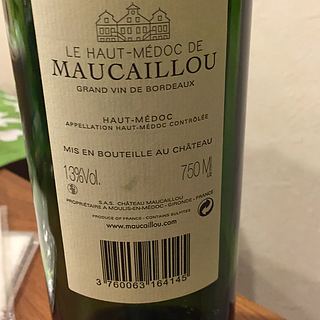 LE HAUT-MÉDOC DE
MAUCAILLOU
GRAND VIN DE BORDEAUX
HAUT-MÉDOC
APPELLATION HAUT-MÉDOC CONTRÔLÉE
MIS EN BOUTEILLE AU CHÂTEAU
13%Vol. 750 Ml
S.A.S. CHÂTEAU MAUCAILLOU
PROPRIÉTAIRE A MOULIS-EN-MÉDOC - GIRONDE - FRANCE
PRODUCE OF FRANCE - CONTAINS SULFITES
www.maucaillou.com
3 760063 164145